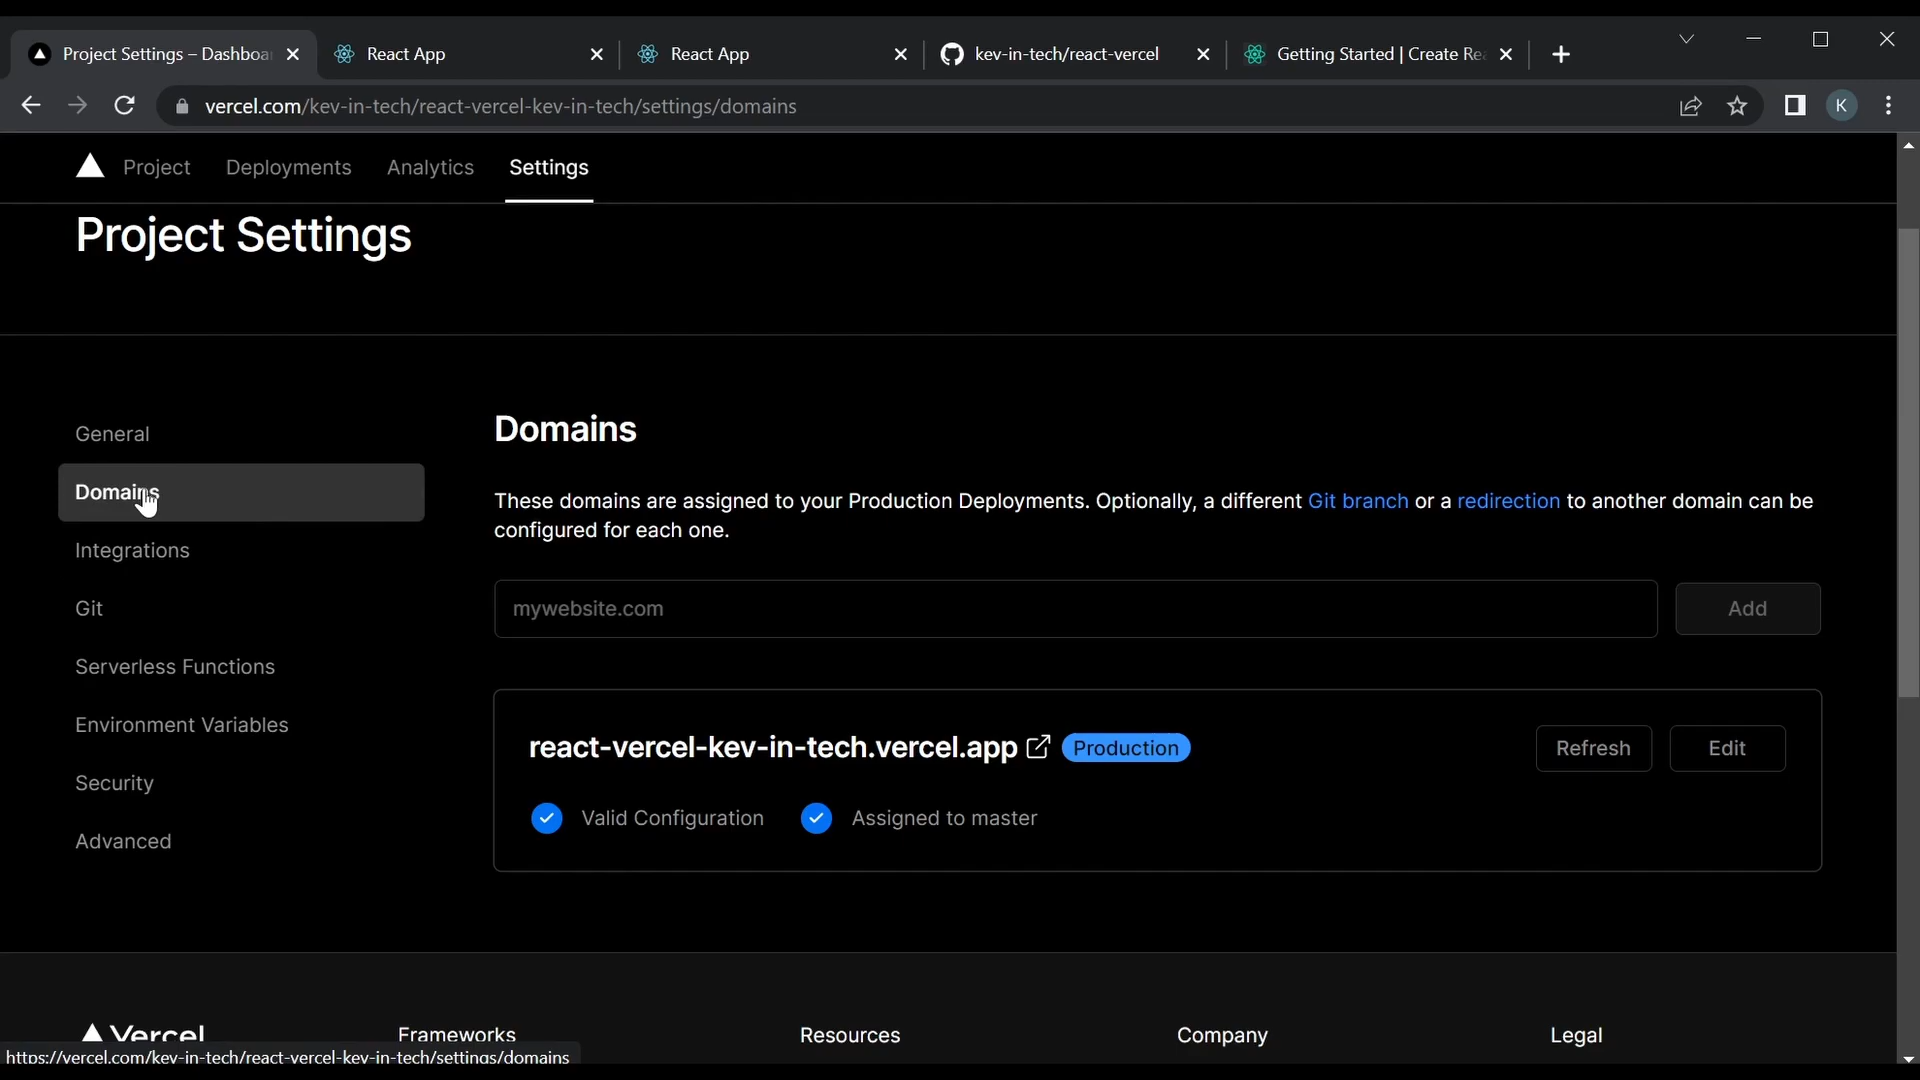 Project Settings – Dashboa
React App
React App
kev-in-tech/react-vercel
Getting Started | Create Re
vercel.com/kev-in-tech/react-vercel-kev-in-tech/settings/domains
K
Project
Deployments
Analytics
Settings
Project Settings
General
Domains
Integrations
Git
Serverless Functions
Environment Variables
Security
Advanced
Domains
These domains are assigned to your Production Deployments. Optionally, a different Git branch or a redirection to another domain can be
configured for each one.
mywebsite.com
Add
react-vercel-kev-in-tech.vercel.app
Production
Refresh
Edit
Valid Configuration
Assigned to master
Vercel
Frameworks
Resources
Company
Legal
https://vercel.com/kev-in-tech/react-vercel-kev-in-tech/settings/domains